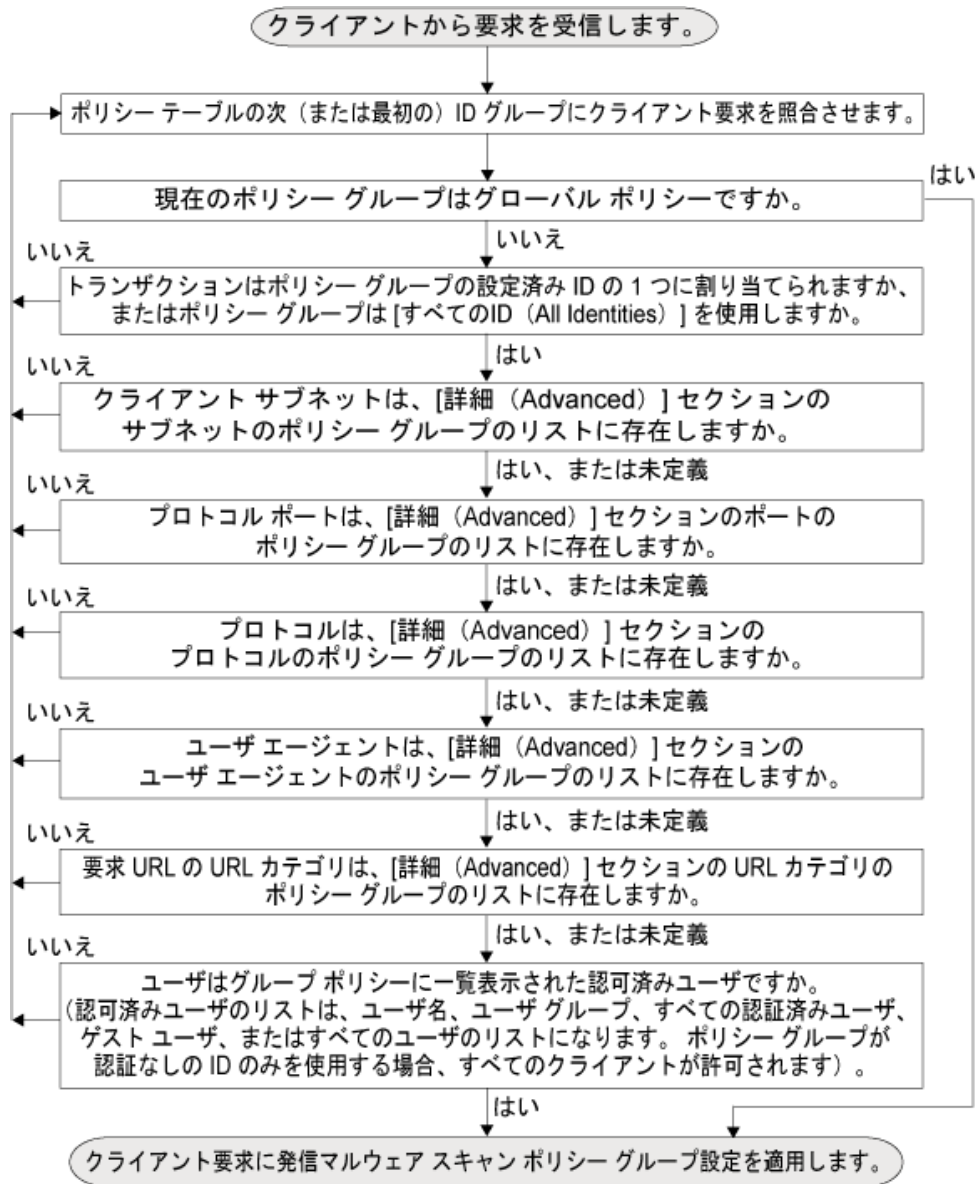 クライアントから要求を受信します。
ポリシー テーブルの次（または最初の）ID グループにクライアント要求を照合させます。
はい
現在のポリシー グループはグローバル ポリシーですか。
いいえ
いいえ
トランザクションはポリシー グループの設定済み ID の 1 つに割り当てられますか、
またはポリシー グループは [すべてのID（All Identities）] を使用しますか。
はい
いいえ
クライアント サブネットは、[詳細（Advanced）] セクションの
サブネットのポリシー グループのリストに存在しますか。
はい、または未定義
いいえ
プロトコル ポートは、[詳細（Advanced）] セクションのポートの
ポリシー グループのリストに存在しますか。
はい、または未定義
いいえ
プロトコルは、[詳細（Advanced）] セクションの
プロトコルのポリシー グループのリストに存在しますか。
はい、または未定義
いいえ
ユーザ エージェントは、[詳細（Advanced）] セクションの
ユーザ エージェントのポリシー グループのリストに存在しますか。
はい、または未定義
いいえ
要求 URL の URL カテゴリは、[詳細（Advanced）] セクションの URL カテゴリの
ポリシー グループのリストに存在しますか。
はい、または未定義
いいえ
ユーザはグループ ポリシーに一覧表示された認可済みユーザですか。
（認可済みユーザのリストは、ユーザ名、ユーザ グループ、すべての認証済みユーザ、
ゲスト ユーザ、またはすべてのユーザのリストになります。 ポリシー グループが
認証なしの ID のみを使用する場合、すべてのクライアントが許可されます）。
はい
クライアント要求に発信マルウェア スキャン ポリシー グループ設定を適用します。